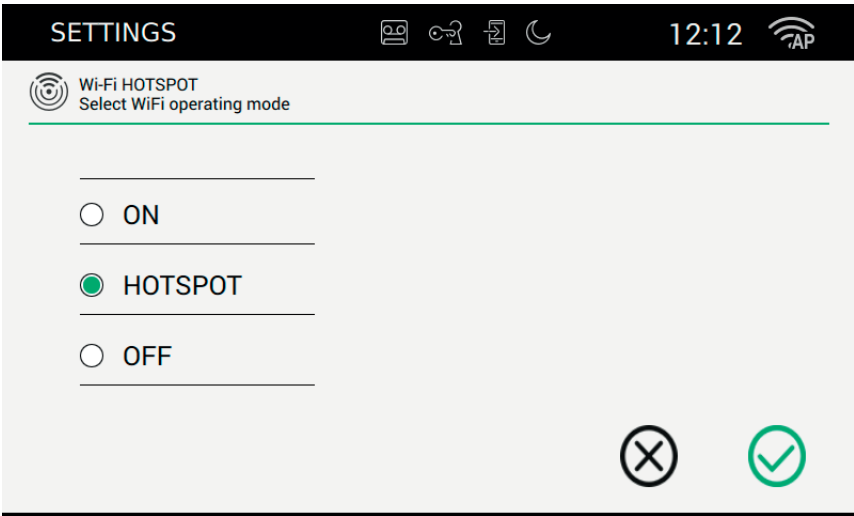 SETTINGS
12:12
AP
Wi-Fi HOTSPOT
Select WiFi operating mode
ON
HOTSPOT
OFF